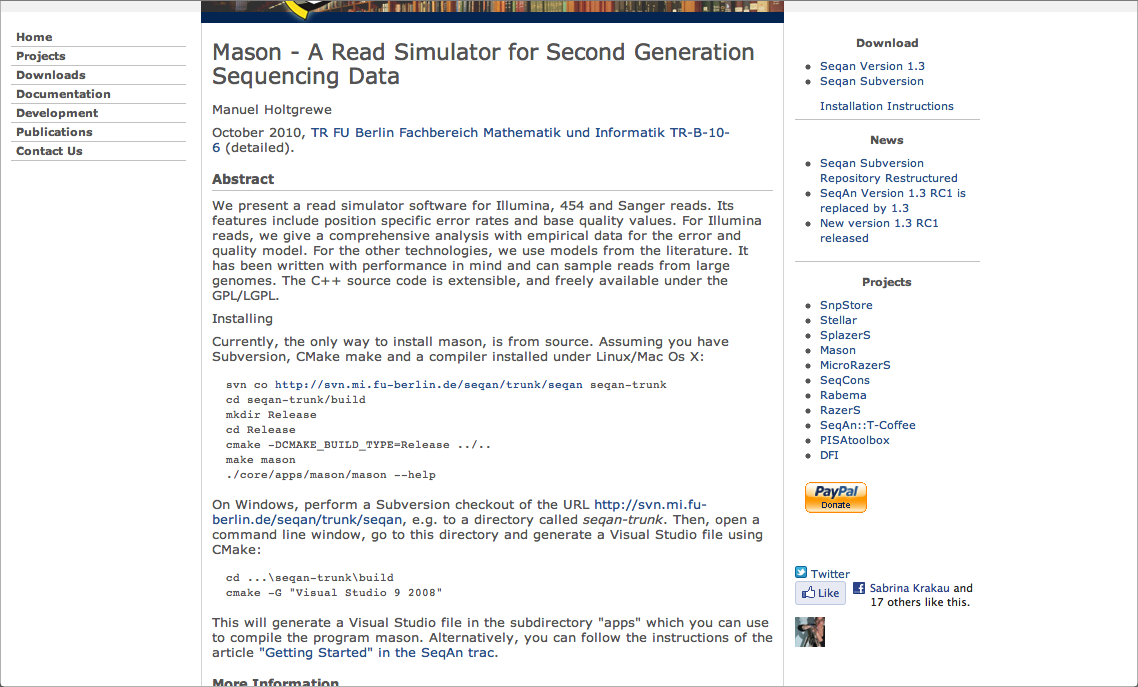 Home
Projects
Downloads
Documentation
Development
Publications
Contact Us
Mason - A Read Simulator for Second Generation
Sequencing Data
Manuel Holtgrewe
October 2010, TR FU Berlin Fachbereich Mathematik und Informatik TR-B-10-
6 (detailed).
Abstract
We present a read simulator software for Illumina, 454 and Sanger reads. Its
features include position specific error rates and base quality values. For Illumina
reads, we give a comprehensive analysis with empirical data for the error and
quality model. For the other technologies, we use models from the literature. It
has been written with performance in mind and can sample reads from large
genomes. The C++ source code is extensible, and freely available under the
GPL/LGPL.
Installing
Currently, the only way to install mason, is from source. Assuming you have
Subversion, CMake make and a compiler installed under Linux/Mac Os X:
svn co http://svn.mi.fu-berlin.de/seqan/trunk/seqan seqan-trunk
cd seqan-trunk/build
mkdir Release
cd Release
cmake -DCMAKE_BUILD_TYPE=Release ../..
make mason
./core/apps/mason/mason --help
On Windows, perform a Subversion checkout of the URL http://svn.mi.fu-
berlin.de/seqan/trunk/seqan, e.g. to a directory called seqan-trunk. Then, open a
command line window, go to this directory and generate a Visual Studio file using
CMake:
cd ...\seqan-trunk\build
cmake -G "Visual Studio 9 2008"
This will generate a Visual Studio file in the subdirectory "apps" which you can use
to compile the program mason. Alternatively, you can follow the instructions of the
article "Getting Started" in the SeqAn trac.
More Information
Download
Seqan Version 1.3
Seqan Subversion
Installation Instructions
News
Seqan Subversion
Repository Restructured
SeqAn Version 1.3 RC1 is
replaced by 1.3
New version 1.3 RC1
released
Projects
SnpStore
Stellar
SplazerS
Mason
MicroRazerS
SeqCons
Rabema
RazerS
SeqAn::T-Coffee
PISAtoolbox
DFI
PayPal
Donate
Twitter
Like
Sabrina Krakau and
17 others like this.